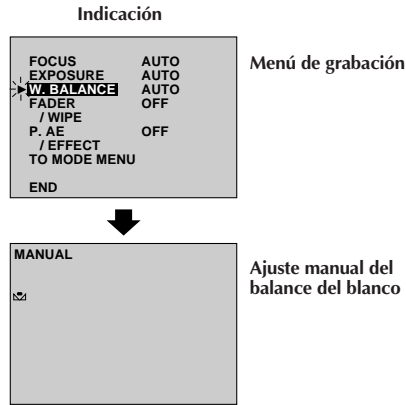 Indicación
FOCUS AUTO
EXPOSURE AUTO
W. BALANCE AUTO
FADER OFF
/ WIPE
P. AE OFF
/ EFFECT
TO MODE MENU
END
Menú de grabación
MANUAL
Ajuste manual del
balance del blanco